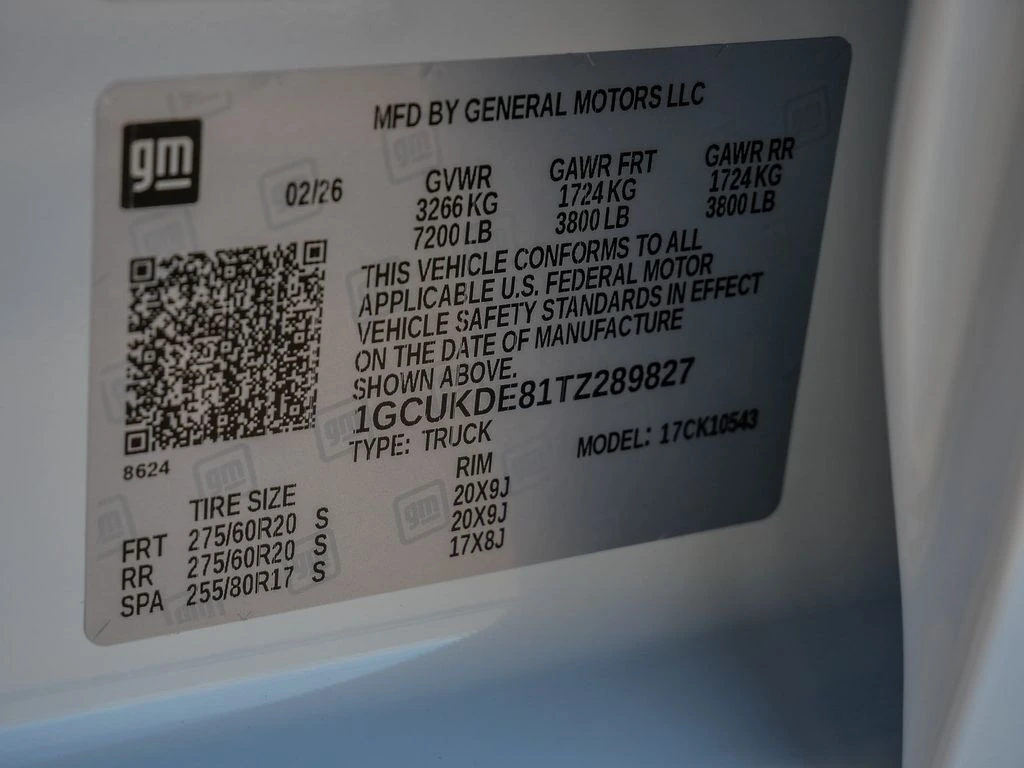 gm
MFD BY GENERAL MOTORS LLC
02/26
GVWR GAWR FRT GAWR RR
3266 KG 1724 KG 1724 KG
7200 LB 3800 LB 3800 LB
THIS VEHICLE CONFORMS TO ALL
APPLICABLE U.S. FEDERAL MOTOR
VEHICLE SAFETY STANDARDS IN EFFECT
ON THE DATE OF MANUFACTURE
SHOWN ABOVE.
1GCUKDE81TZ289827
TYPE: TRUCK MODEL: 17CK10543
8624
TIRE SIZE RIM
FRT 275/60R20 S 20X9J
RR 275/60R20 S 20X9J
SPA 255/80R17 S 17X8J